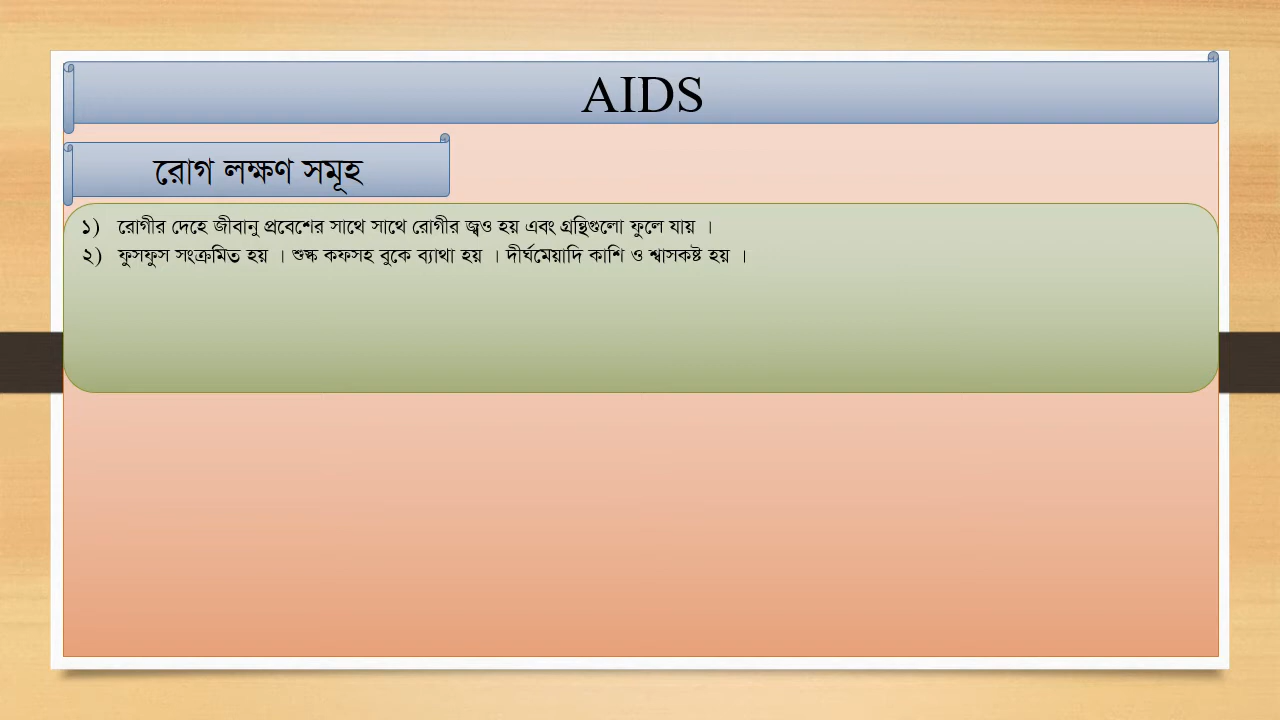 AIDS
রোগ লক্ষণ সমূহ
১) রোগীর দেহে জীবানু প্রবেশের সাথে সাথে রোগীর জ্বও হয় এবং গ্রন্থিগুলো ফুলে যায় ।
২) ফুসফুস সংক্রমিত হয় । শুষ্ক কফসহ বুকে ব্যাথা হয় । দীর্ঘমেয়াদি কাশি ও শ্বাসকষ্ট হয় ।